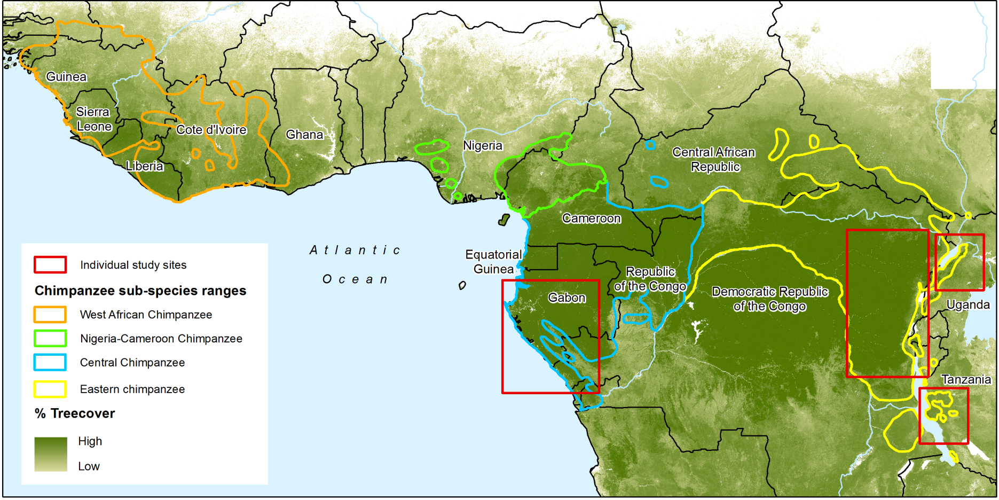 Guinea
Sierra
Leone
Liberia
Cote d'Ivoire
Ghana
Nigeria
Cameroon
Central African
Republic
Equatorial
Guinea
Gabon
Republic
of the Congo
Democratic Republic
of the Congo
Uganda
Tanzania
Atlantic
Ocean
Individual study sites
Chimpanzee sub-species ranges
West African Chimpanzee
Nigeria-Cameroon Chimpanzee
Central Chimpanzee
Eastern chimpanzee
% Treecover
High
Low